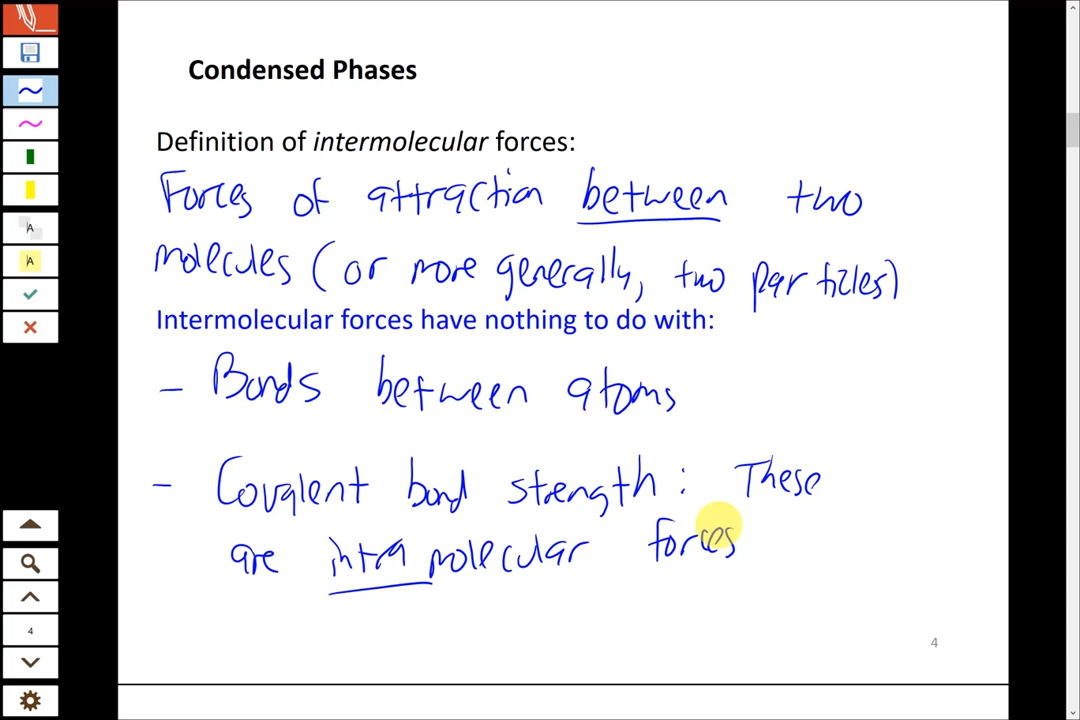 Condensed Phases
Definition of intermolecular forces:
Forces of attraction between two
molecules (or more generally, two particles)
Intermolecular forces have nothing to do with:
- Bonds between atoms
- Covalent bond strength: These
are intramolecular forces
4
A
A
4